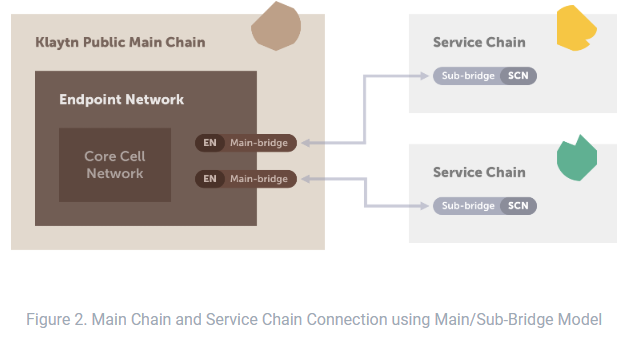 Klaytn Public Main Chain
Endpoint Network
Core Cell
Network
EN Main-bridge
EN Main-bridge
Service Chain
Sub-bridge SCN
Service Chain
Sub-bridge SCN
Figure 2. Main Chain and Service Chain Connection using Main/Sub-Bridge Model